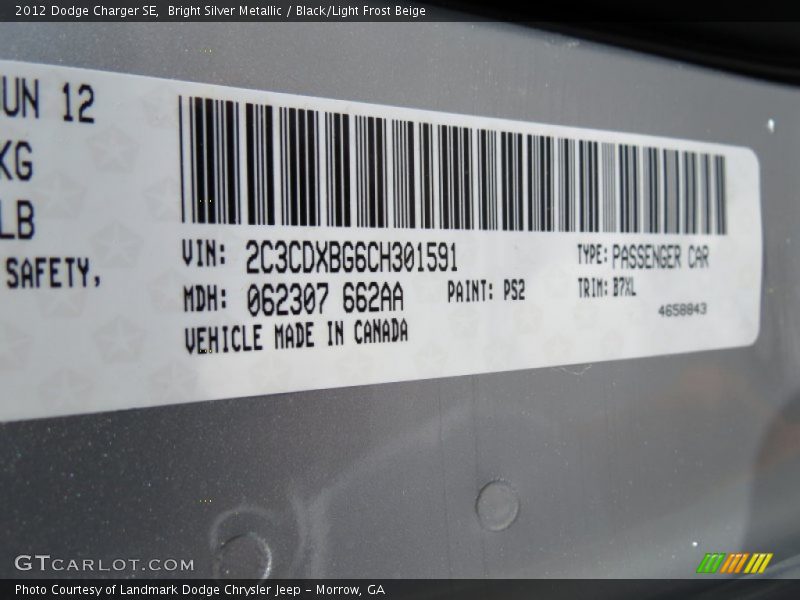 2012 Dodge Charger SE,  Bright Silver Metallic / Black/Light Frost Beige
UN 12
KG
LB
SAFETY,
VIN: 2C3CDXBG6CH301591
TYPE: PASSENGER CAR
MDH: 062307 662AA
PAINT: PS2
TRIM: B7XL
VEHICLE MADE IN CANADA
4658843
GTCARLOT.COM
Photo Courtesy of Landmark Dodge Chrysler Jeep – Morrow, GA